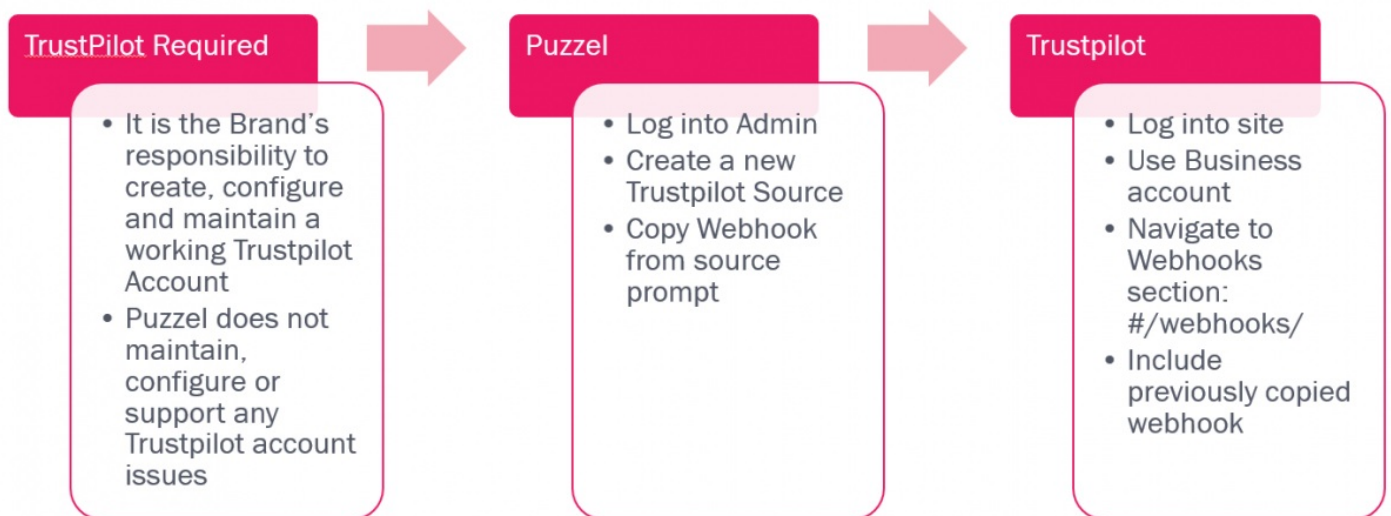 TrustPilot Required
• It is the Brand’s
responsibility to
create, configure
and maintain a
working Trustpilot
Account
• Puzzel does not
maintain,
configure or
support any
Trustpilot account
issues
Puzzel
• Log into Admin
• Create a new
Trustpilot Source
• Copy Webhook
from source
prompt
Trustpilot
• Log into site
• Use Business
account
• Navigate to
Webhooks
section:
#/webhooks/
• Include
previously copied
webhook